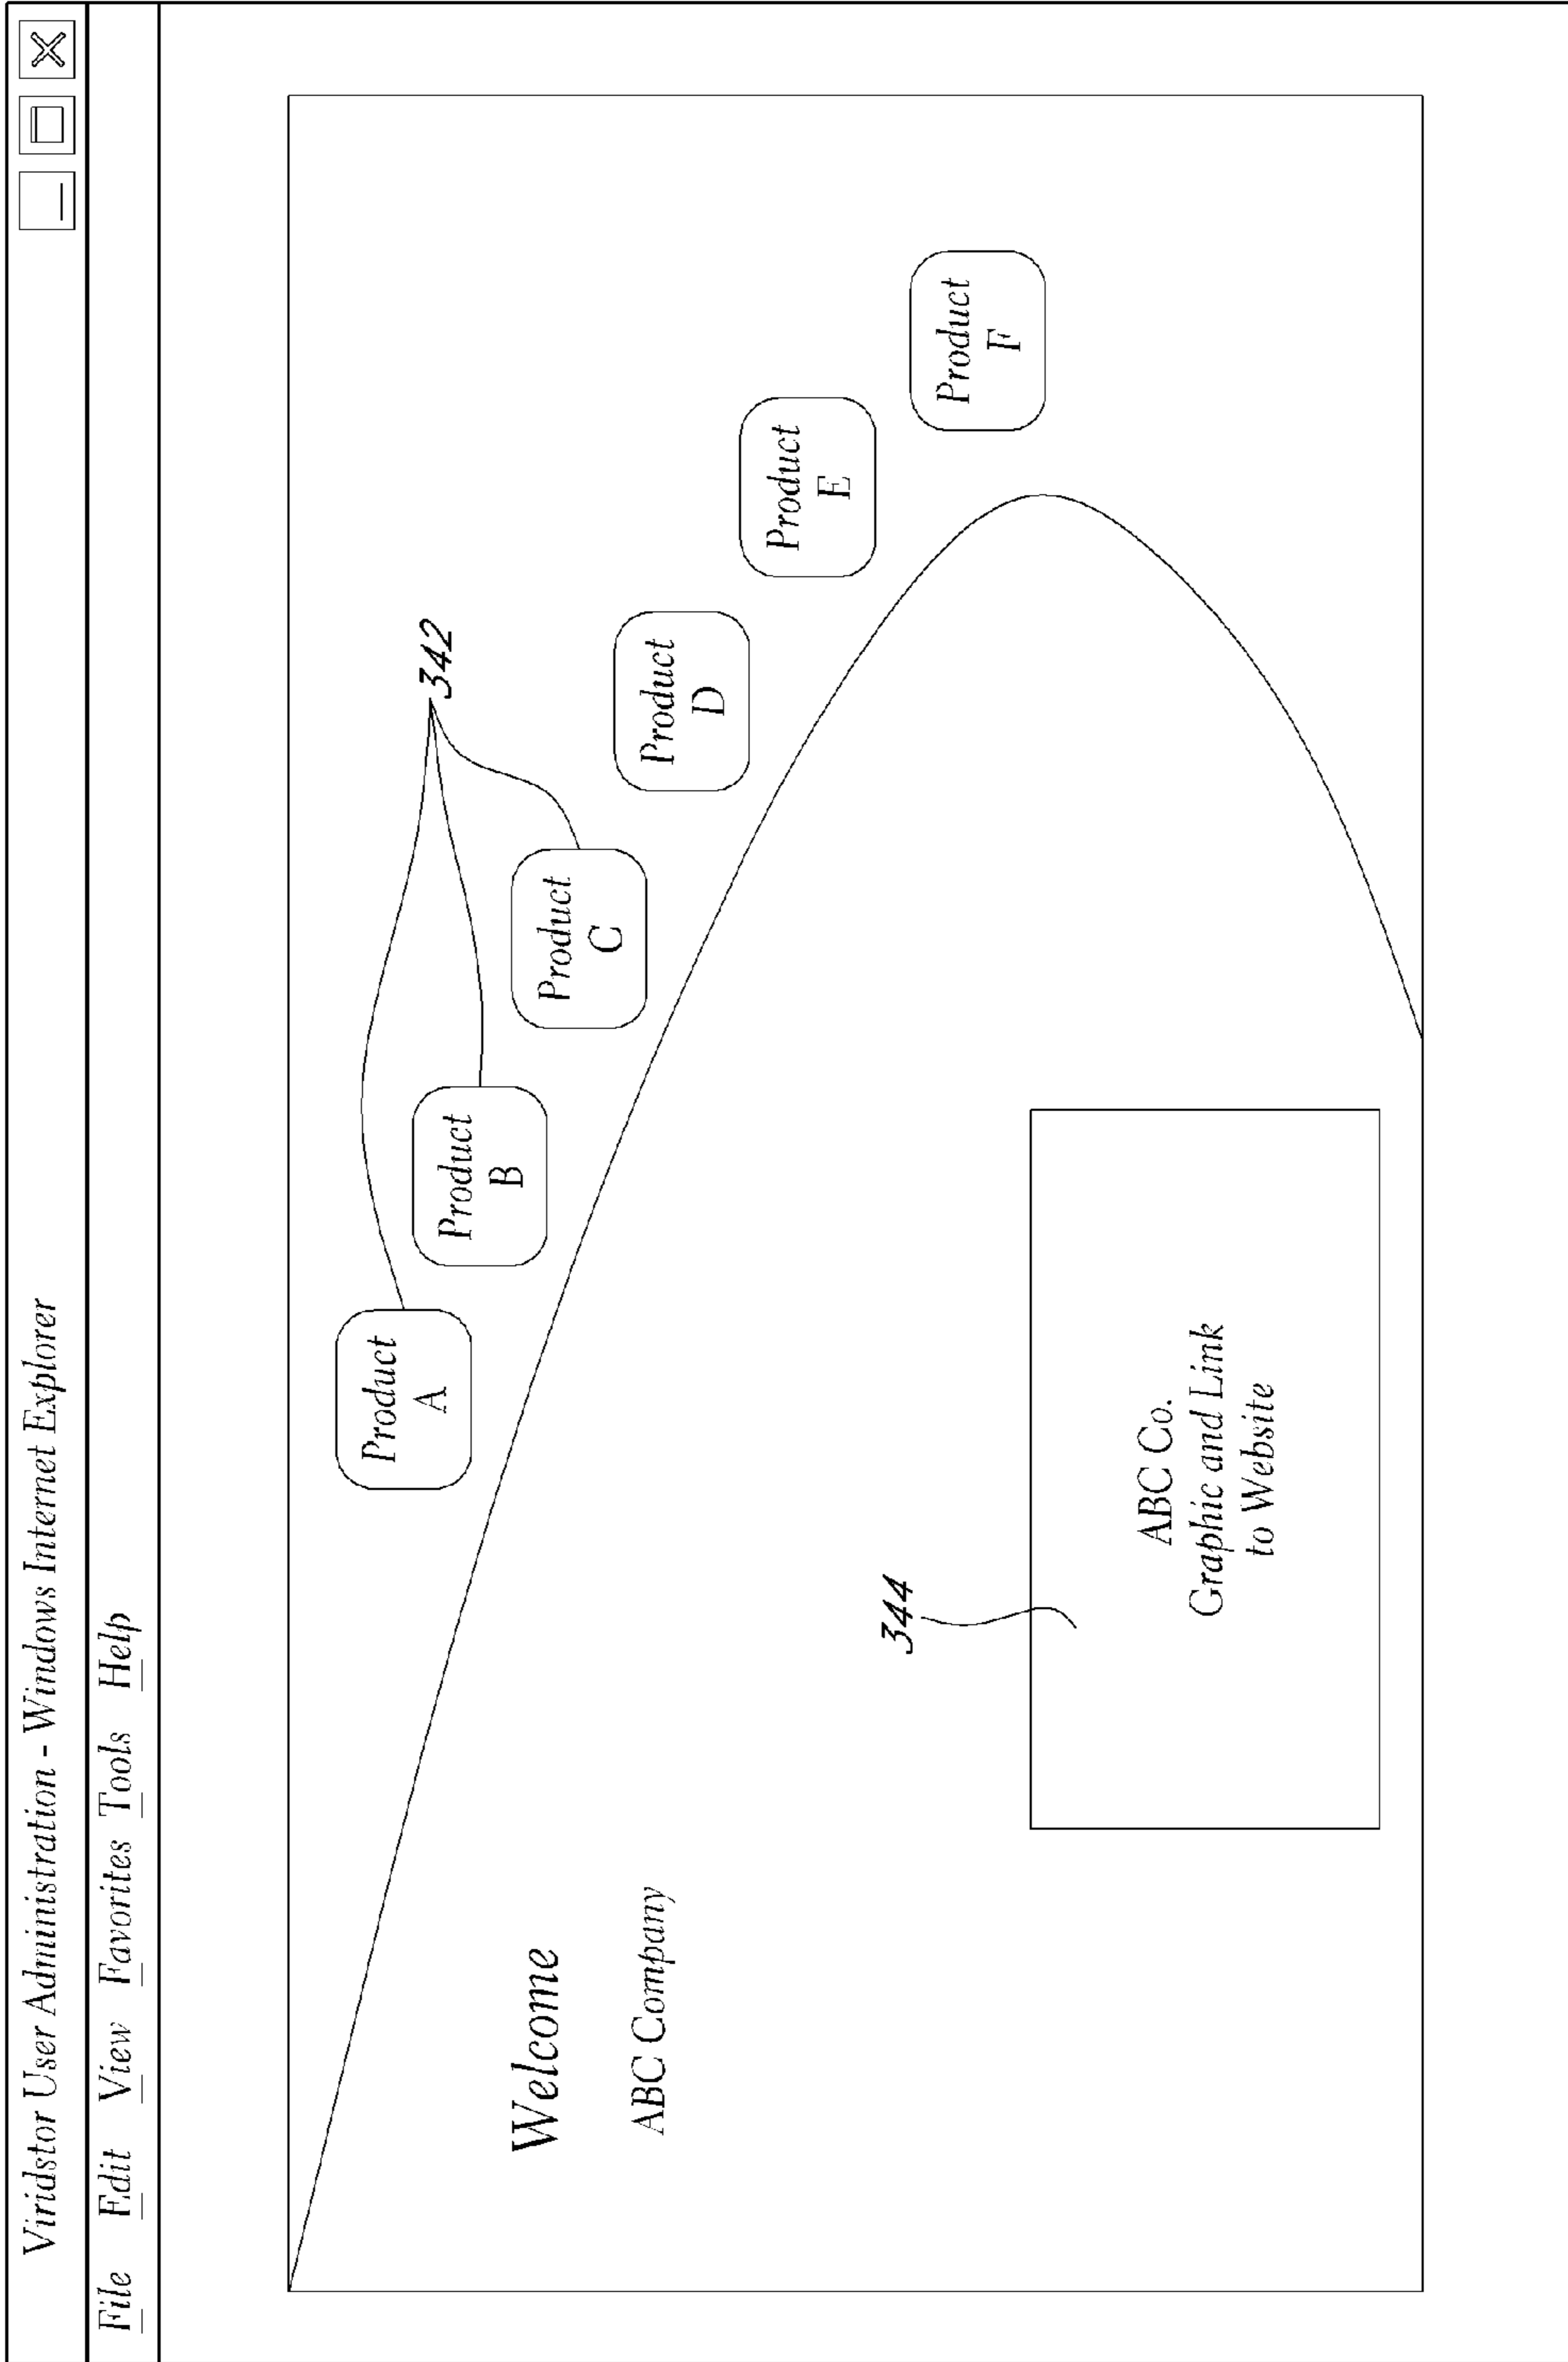 Viridstor User Administration - Windows Internet Explorer
File Edit View Favorites Tools Help
Product
A
Product
B
Product
C
342
Product
D
Product
E
Product
F
Welcome
ABC Company
344
ABC Co.
Graphic and Link
to Website